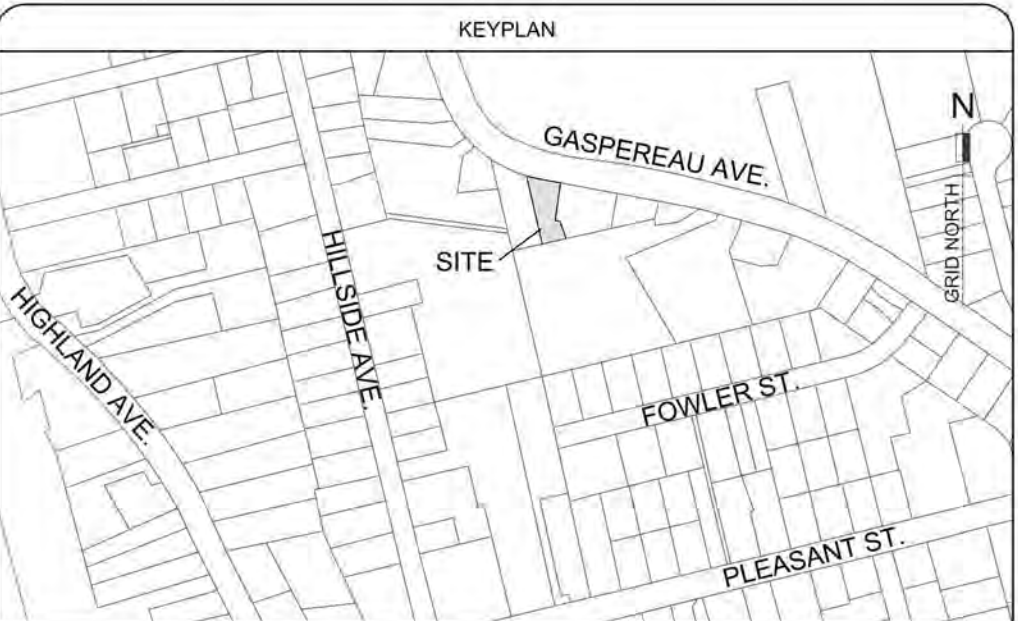 KEYPLAN
N
GASPEREAU AVE.
GRID NORTH
SITE
HILLSIDE AVE.
HIGHLAND AVE.
FOWLER ST.
PLEASANT ST.